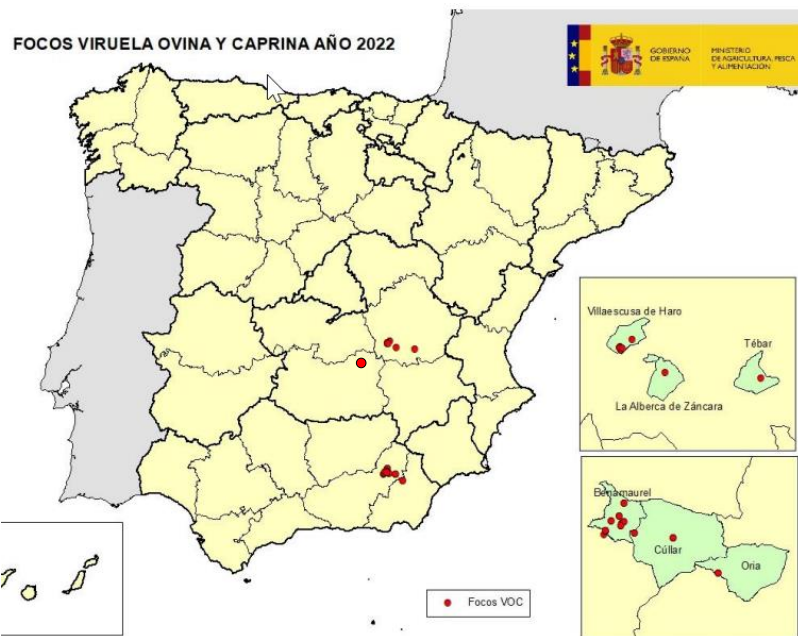 FOCOS VIRUELA OVINA Y CAPRINA AÑO 2022
GOBIERNO
DE ESPAÑA
MINISTERIO
DE AGRICULTURA, PESCA
Y ALIMENTACIÓN
Villaescusa de Haro
Tébar
La Alberca de Záncara
Benamaurel
Cúllar
Oria
Focos VOC